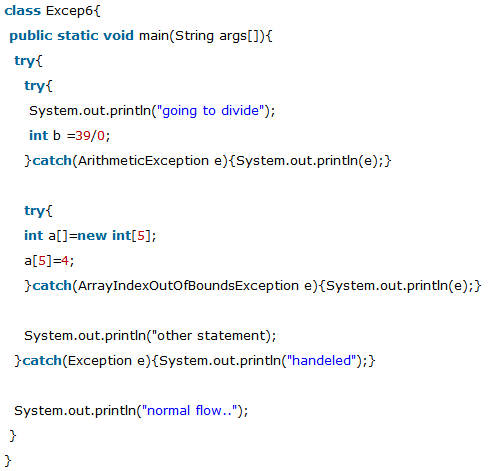 class Excep6{
public static void main(String args[]){
try{
try{
System.out.println("going to divide");
int b =39/0;
}catch(ArithmeticException e){System.out.println(e);}
try{
int a[]=new int[5];
a[5]=4;
}catch(ArrayIndexOutOfBoundsException e){System.out.println(e);}
System.out.println("other statement);
}catch(Exception e){System.out.println("handeled");}
System.out.println("normal flow..");
}
}